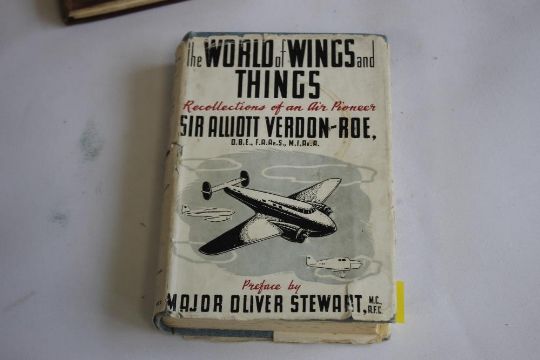 the WORLD of WINGS and
THINGS
Recollections of an Air Pioneer
SIR ALLIOTT VERDON-ROE,
O.B.E., F.R.Ae.S., M.I.Ae.A.
Preface by
MAJOR OLIVER STEWART, M.C.,
A.F.C.